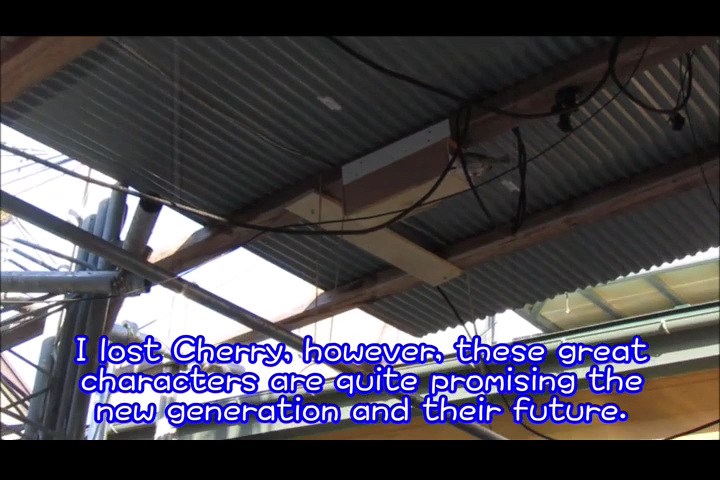 I lost Cherry, however, these great
characters are quite promising the
new generation and their future.